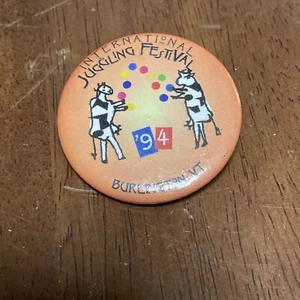 INTERNATIONAL
JUGGLING FESTIVAL
'94
BURLINGTON, VT.